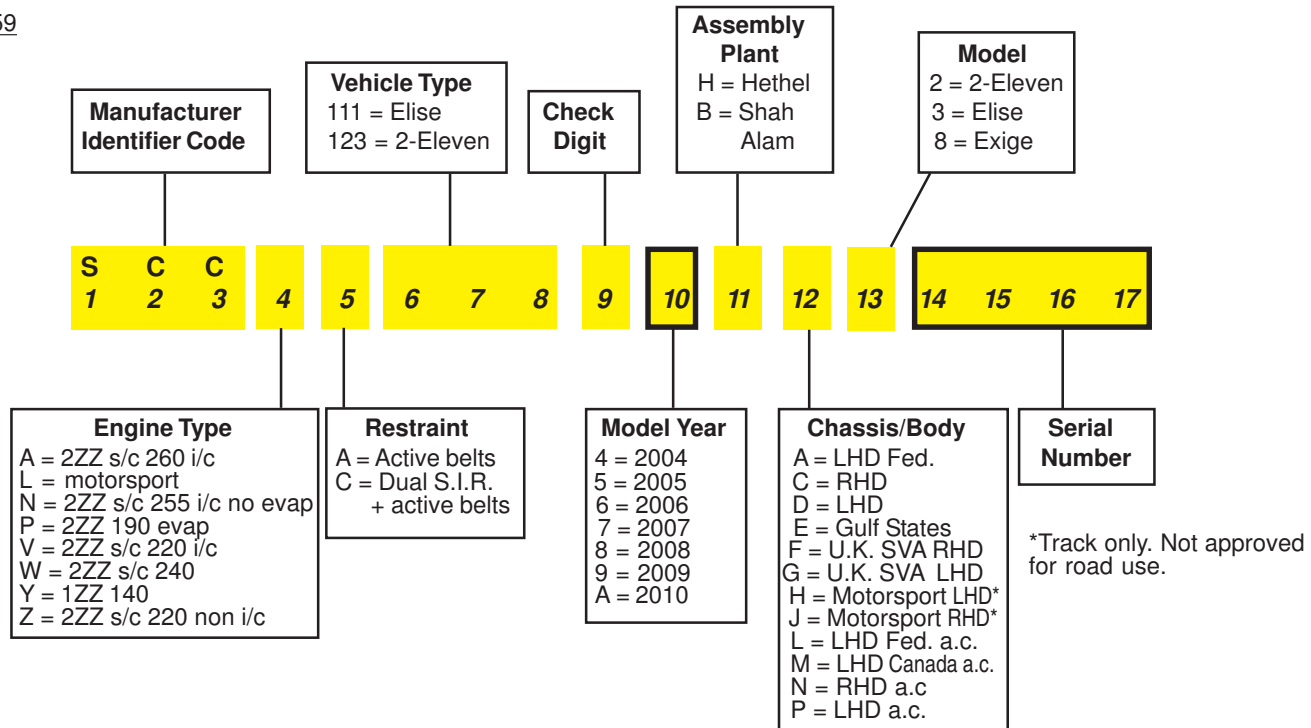 59
Manufacturer
Identifier Code
Vehicle Type
111 = Elise
123 = 2-Eleven
Check
Digit
Assembly
Plant
H = Hethel
B = Shah
Alam
Model
2 = 2-Eleven
3 = Elise
8 = Exige
S C C
1 2 3 4 5 6 7 8 9 10 11 12 13 14 15 16 17
Engine Type
A = 2ZZ s/c 260 i/c
L = motorsport
N = 2ZZ s/c 255 i/c no evap
P = 2ZZ 190 evap
V = 2ZZ s/c 220 i/c
W = 2ZZ s/c 240
Y = 1ZZ 140
Z = 2ZZ s/c 220 non i/c
Restraint
A = Active belts
C = Dual S.I.R.
+ active belts
Model Year
4 = 2004
5 = 2005
6 = 2006
7 = 2007
8 = 2008
9 = 2009
A = 2010
Chassis/Body
A = LHD Fed.
C = RHD
D = LHD
E = Gulf States
F = U.K. SVA RHD
G = U.K. SVA LHD
H = Motorsport LHD*
J = Motorsport RHD*
L = LHD Fed. a.c.
M = LHD Canada a.c.
N = RHD a.c
P = LHD a.c.
Serial
Number
*Track only. Not approved
for road use.